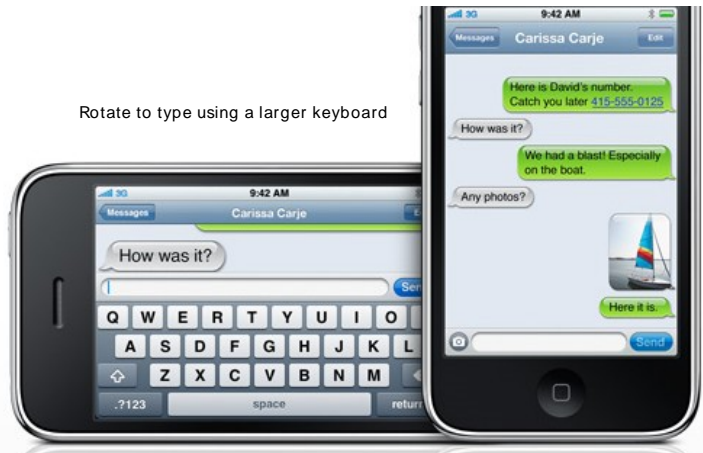 Rotate to type using a larger keyboard
3G 9:42 AM
Messages Carissa Carje
How was it?
Q W E R T Y U I O
A S D F G H J K L
Z X C V B N M
.?123 space return
3G 9:42 AM
Messages Carissa Carje Edit
Here is David's number.
Catch you later 415-555-0125
How was it?
We had a blast! Especially
on the boat.
Any photos?
Here it is.
Send